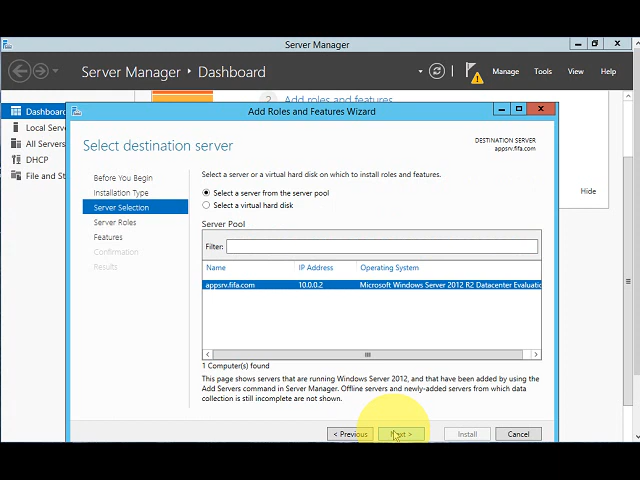 Server Manager
Server Manager • Dashboard
Manage Tools View Help
2 Add roles and features
Dashboard
Local Serve
All Servers
DHCP
File and St
Hide
Add Roles and Features Wizard
Select destination server
DESTINATION SERVER
appsrv.fifa.com
Before You Begin
Installation Type
Server Selection
Server Roles
Features
Confirmation
Results
Select a server or a virtual hard disk on which to install roles and features.
Select a server from the server pool
Select a virtual hard disk
Server Pool
Filter:
Name IP Address Operating System
appsrv.fifa.com 10.0.0.2 Microsoft Windows Server 2012 R2 Datacenter Evaluatio
1 Computer(s) found
This page shows servers that are running Windows Server 2012, and that have been added by using the
Add Servers command in Server Manager. Offline servers and newly-added servers from which data
collection is still incomplete are not shown.
< Previous Next > Install Cancel